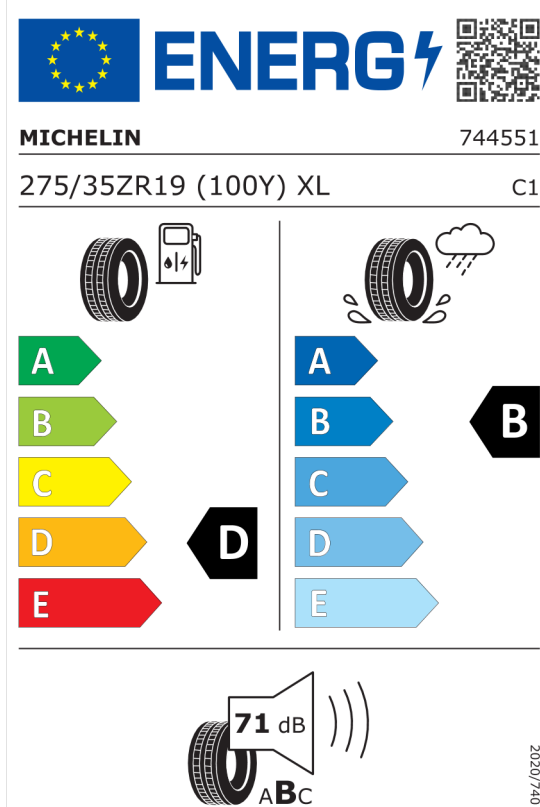 ENERG
MICHELIN 744551
275/35ZR19 (100Y) XL C1
A A
B B B
C C
D D D
E E
71 dB
ABC
2020/740